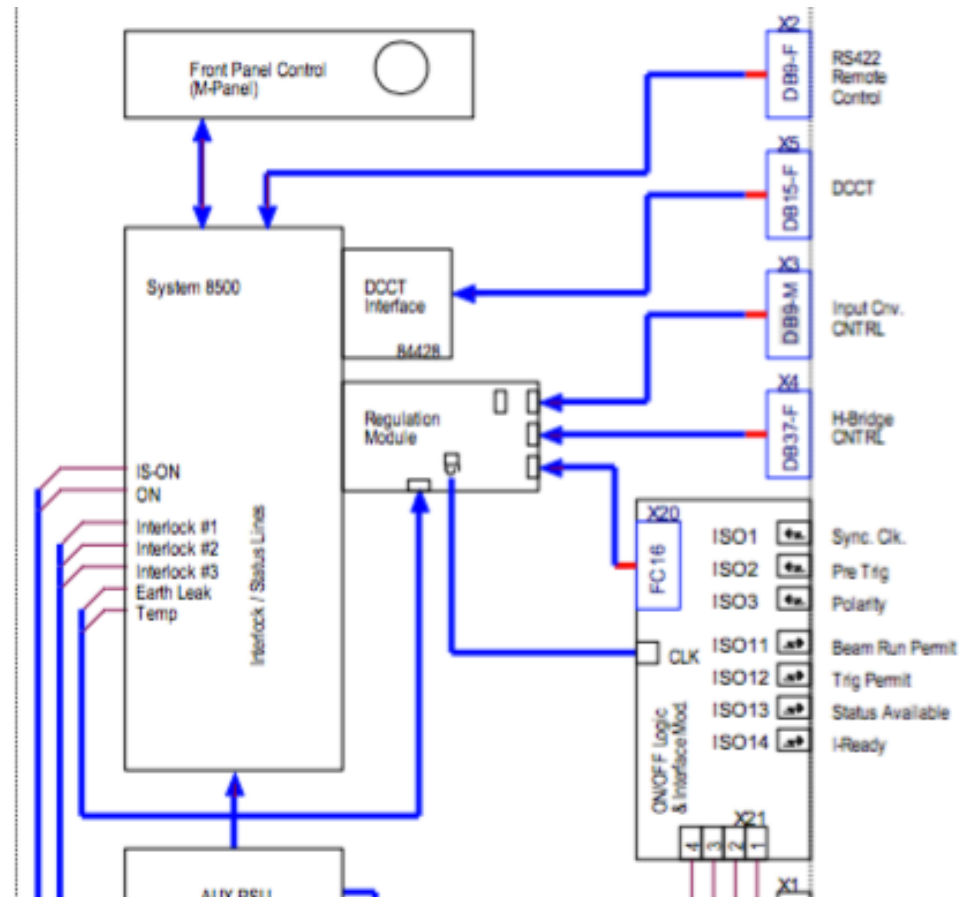 X2
Front Panel Control
(M-Panel)
DB9-F
RS422
Remote
Control
X5
DB15-F
DCCT
System 8500
DCCT
Interface
84428
X3
DB9-M
Input Cnv.
CNTRL
X4
DB37-F
H-Bridge
CNTRL
Regulation
Module
IS-ON
ON
Interlock #1
Interlock #2
Interlock #3
Earth Leak
Temp
Interlock / Status Lines
X20
FC16
ISO1
Sync. Clk.
ISO2
Pre Trig
ISO3
Polarity
CLK
ISO11
Beam Run Permit
ISO12
Trig Permit
ISO13
Status Available
ISO14
I-Ready
ON/OFF Logic
& Interface Mod.
X21
4 3 2 1
AUX PSU
X1